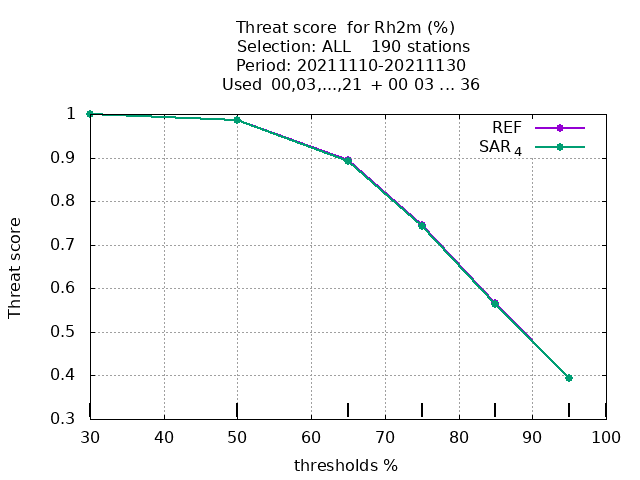 Threat score  for Rh2m (%)
Selection: ALL    190 stations
Period: 20211110-20211130
Used  00,03,...,21  + 00 03 ... 36
REF
SAR 4
Threat score
1
0.9
0.8
0.7
0.6
0.5
0.4
0.3
30 40 50 60 70 80 90 100
thresholds %